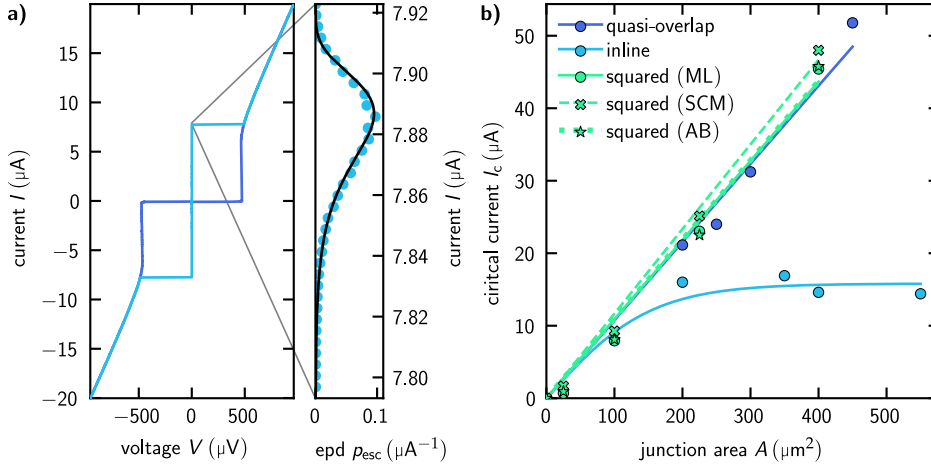 a)
current I (μA)
15
10
5
0
−5
−10
−15
−20
−500 0 500
voltage V (μV)
7.92
7.90
7.88
7.86
7.84
7.83
7.82
7.80
current I (μA)
0 0.1
epd pesc (μA−1)
b)
ciritcal current Ic (μA)
50
40
30
20
10
0
quasi-overlap
inline
squared (ML)
squared (SCM)
squared (AB)
0 100 200 300 400 500
junction area A (μm2)